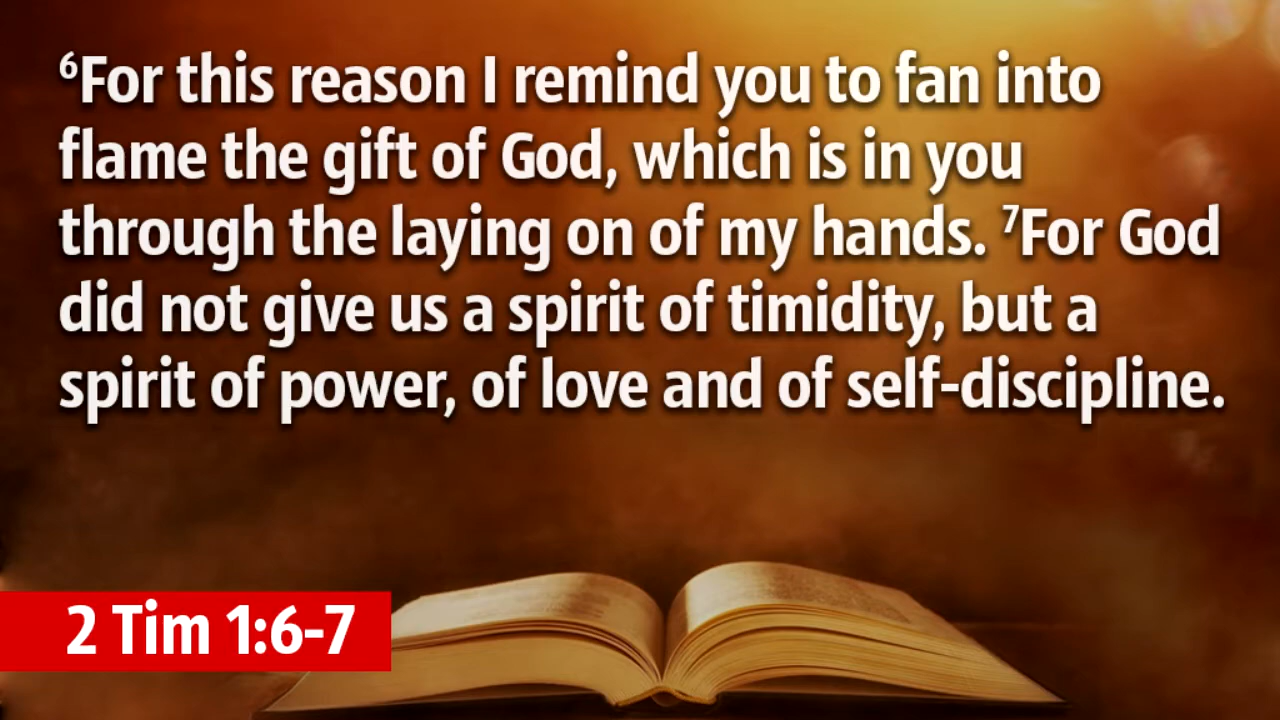 ⁶For this reason I remind you to fan into
flame the gift of God, which is in you
through the laying on of my hands. ⁷For God
did not give us a spirit of timidity, but a
spirit of power, of love and of self-discipline.
2 Tim 1:6-7